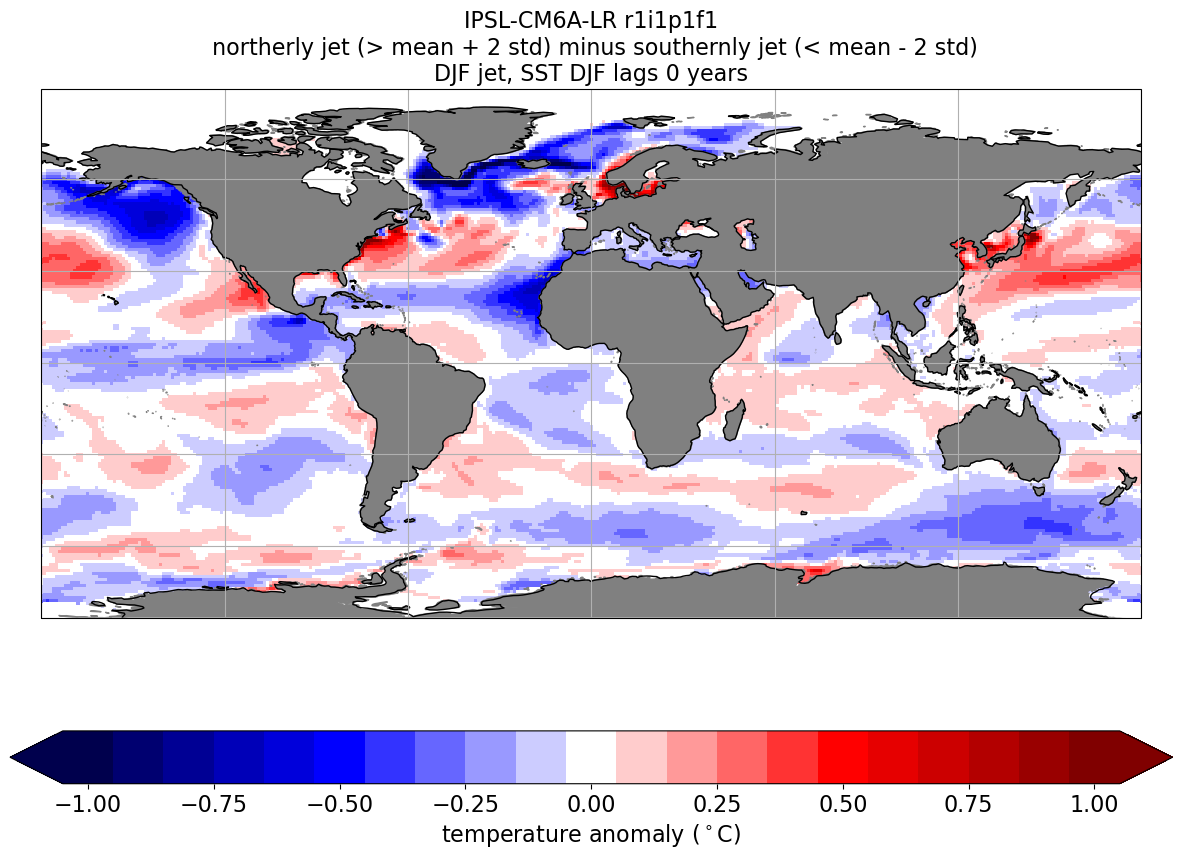 IPSL-CM6A-LR r1i1p1f1
northerly jet (> mean + 2 std) minus southernly jet (< mean - 2 std)
DJF jet, SST DJF lags 0 years
−1.00 −0.75 −0.50 −0.25 0.00 0.25 0.50 0.75 1.00
temperature anomaly (°C)